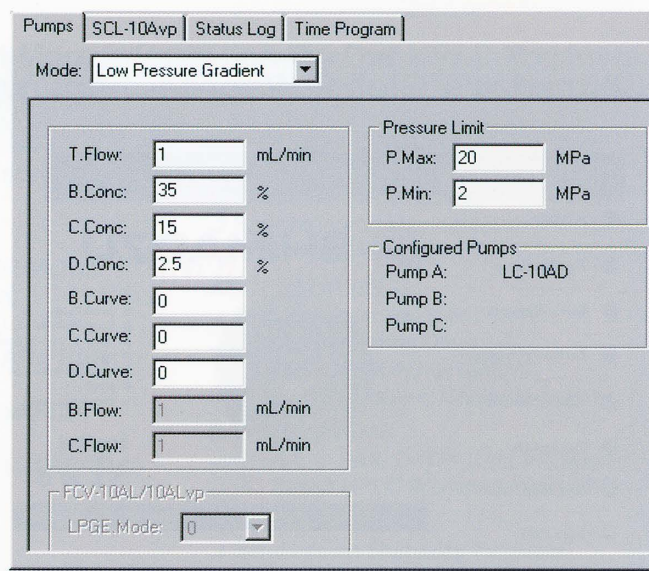 Pumps SCL-10Avp Status Log Time Program
Mode: Low Pressure Gradient
T.Flow: 1 mL/min
B.Conc: 35 %
C.Conc: 15 %
D.Conc: 2.5 %
B.Curve: 0
C.Curve: 0
D.Curve: 0
B.Flow: 1 mL/min
C.Flow: 1 mL/min
FCV-10AL/10ALvp
LPGE.Mode: 0
Pressure Limit
P.Max: 20 MPa
P.Min: 2 MPa
Configured Pumps
Pump A: LC-10AD
Pump B:
Pump C: